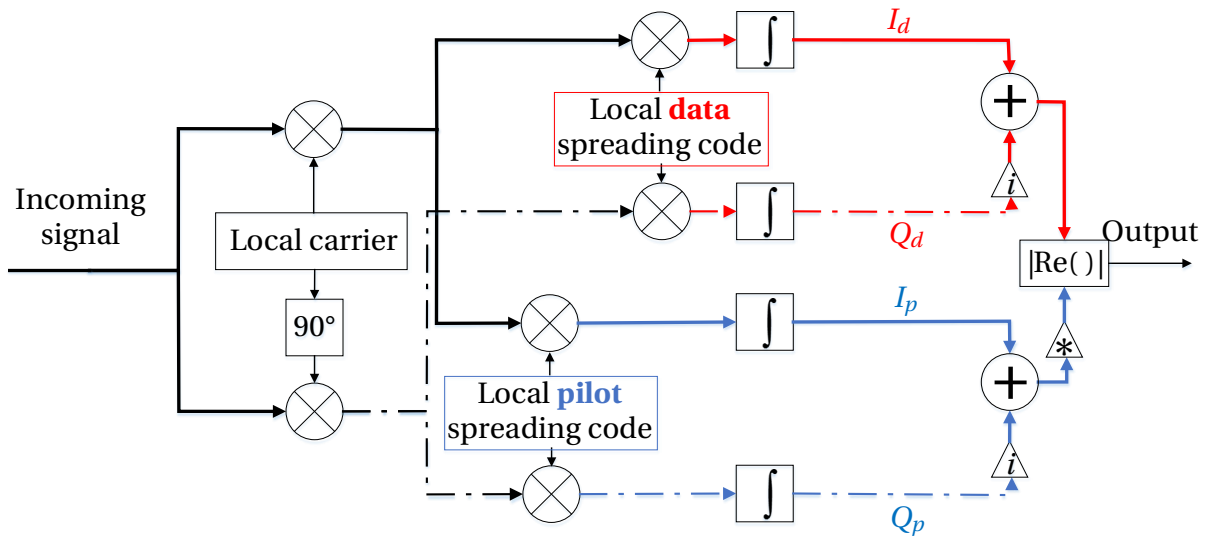 ∫
I_d
Local data
spreading code
+
i
Incoming
signal
Local carrier
∫
Q_d
Output
|Re( )|
90°
∫
I_p
*
Local pilot
spreading code
+
i
∫
Q_p